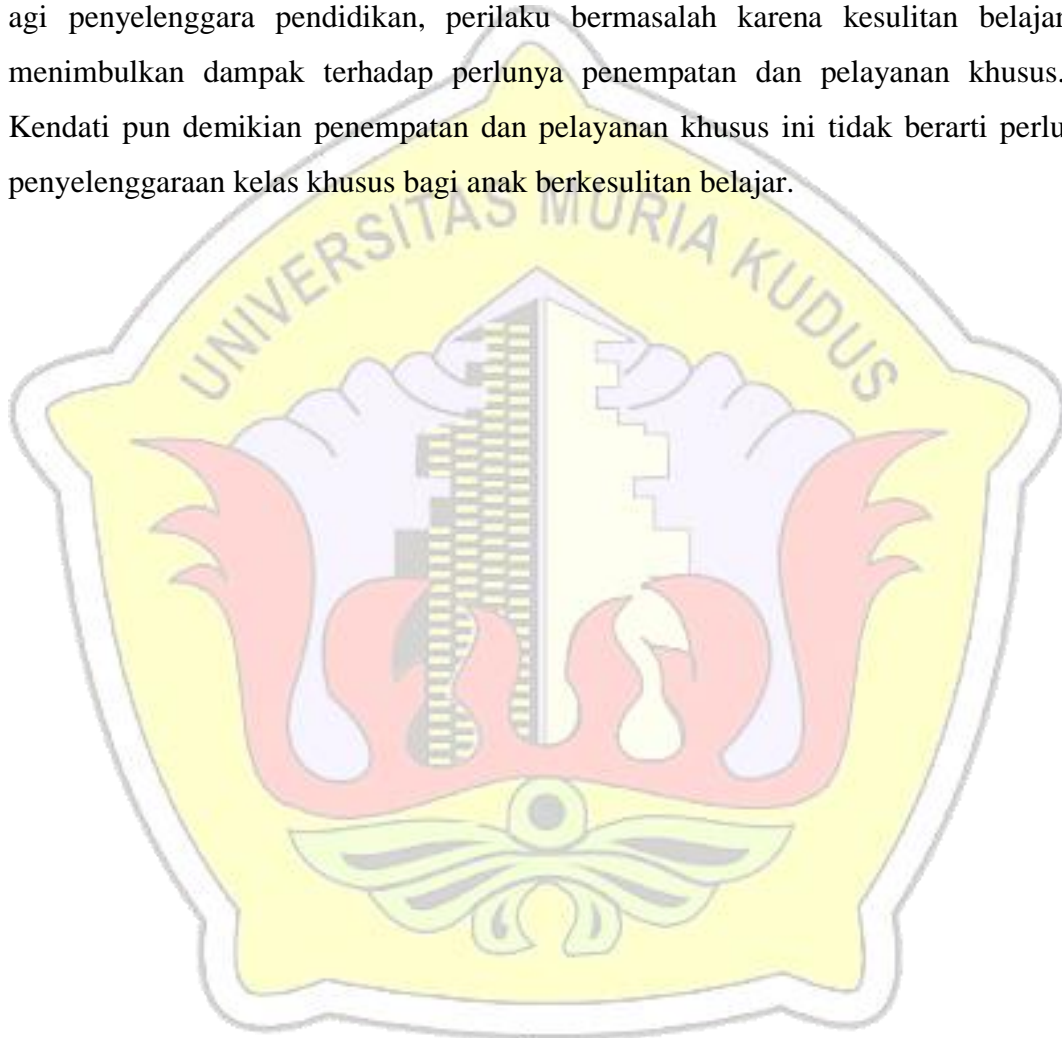 agi penyelenggara pendidikan, perilaku bermasalah karena kesulitan belajar
menimbulkan dampak terhadap perlunya penempatan dan pelayanan khusus.
Kendati pun demikian penempatan dan pelayanan khusus ini tidak berarti perlu
penyelenggaraan kelas khusus bagi anak berkesulitan belajar.
UNIVERSITAS MURIA KUDUS